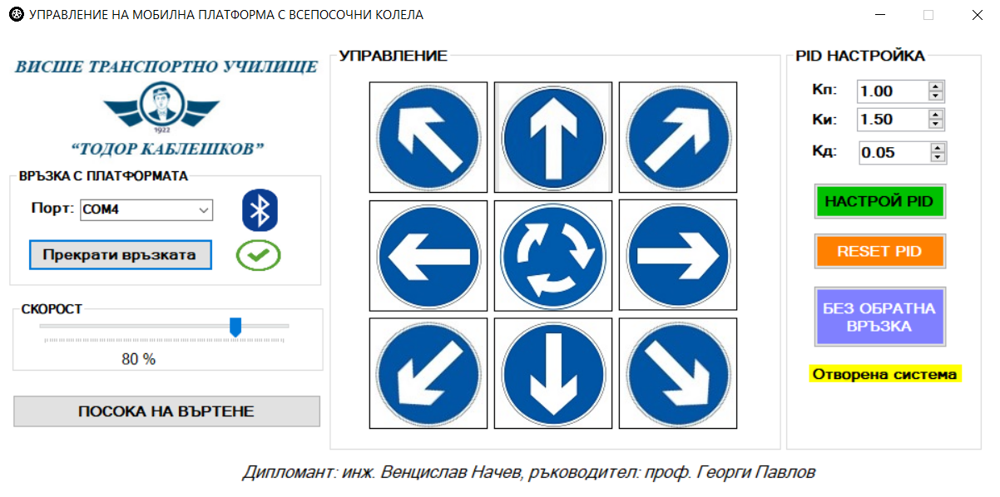 УПРАВЛЕНИЕ НА МОБИЛНА ПЛАТФОРМА С ВСЕПОСОЧНИ КОЛЕЛА
ВИСШЕ ТРАНСПОРТНО УЧИЛИЩЕ
1922
“ТОДОР КАБЛЕШКОВ”
ВРЪЗКА С ПЛАТФОРМАТА
Порт: COM4
Прекрати връзката
СКОРОСТ
80 %
ПОСОКА НА ВЪРТЕНЕ
УПРАВЛЕНИЕ
PID НАСТРОЙКА
Кп: 1.00
Ки: 1.50
Кд: 0.05
НАСТРОЙ PID
RESET PID
БЕЗ ОБРАТНА
ВРЪЗКА
Отворена система
Дипломант: инж. Венцислав Начев, ръководител: проф. Георги Павлов